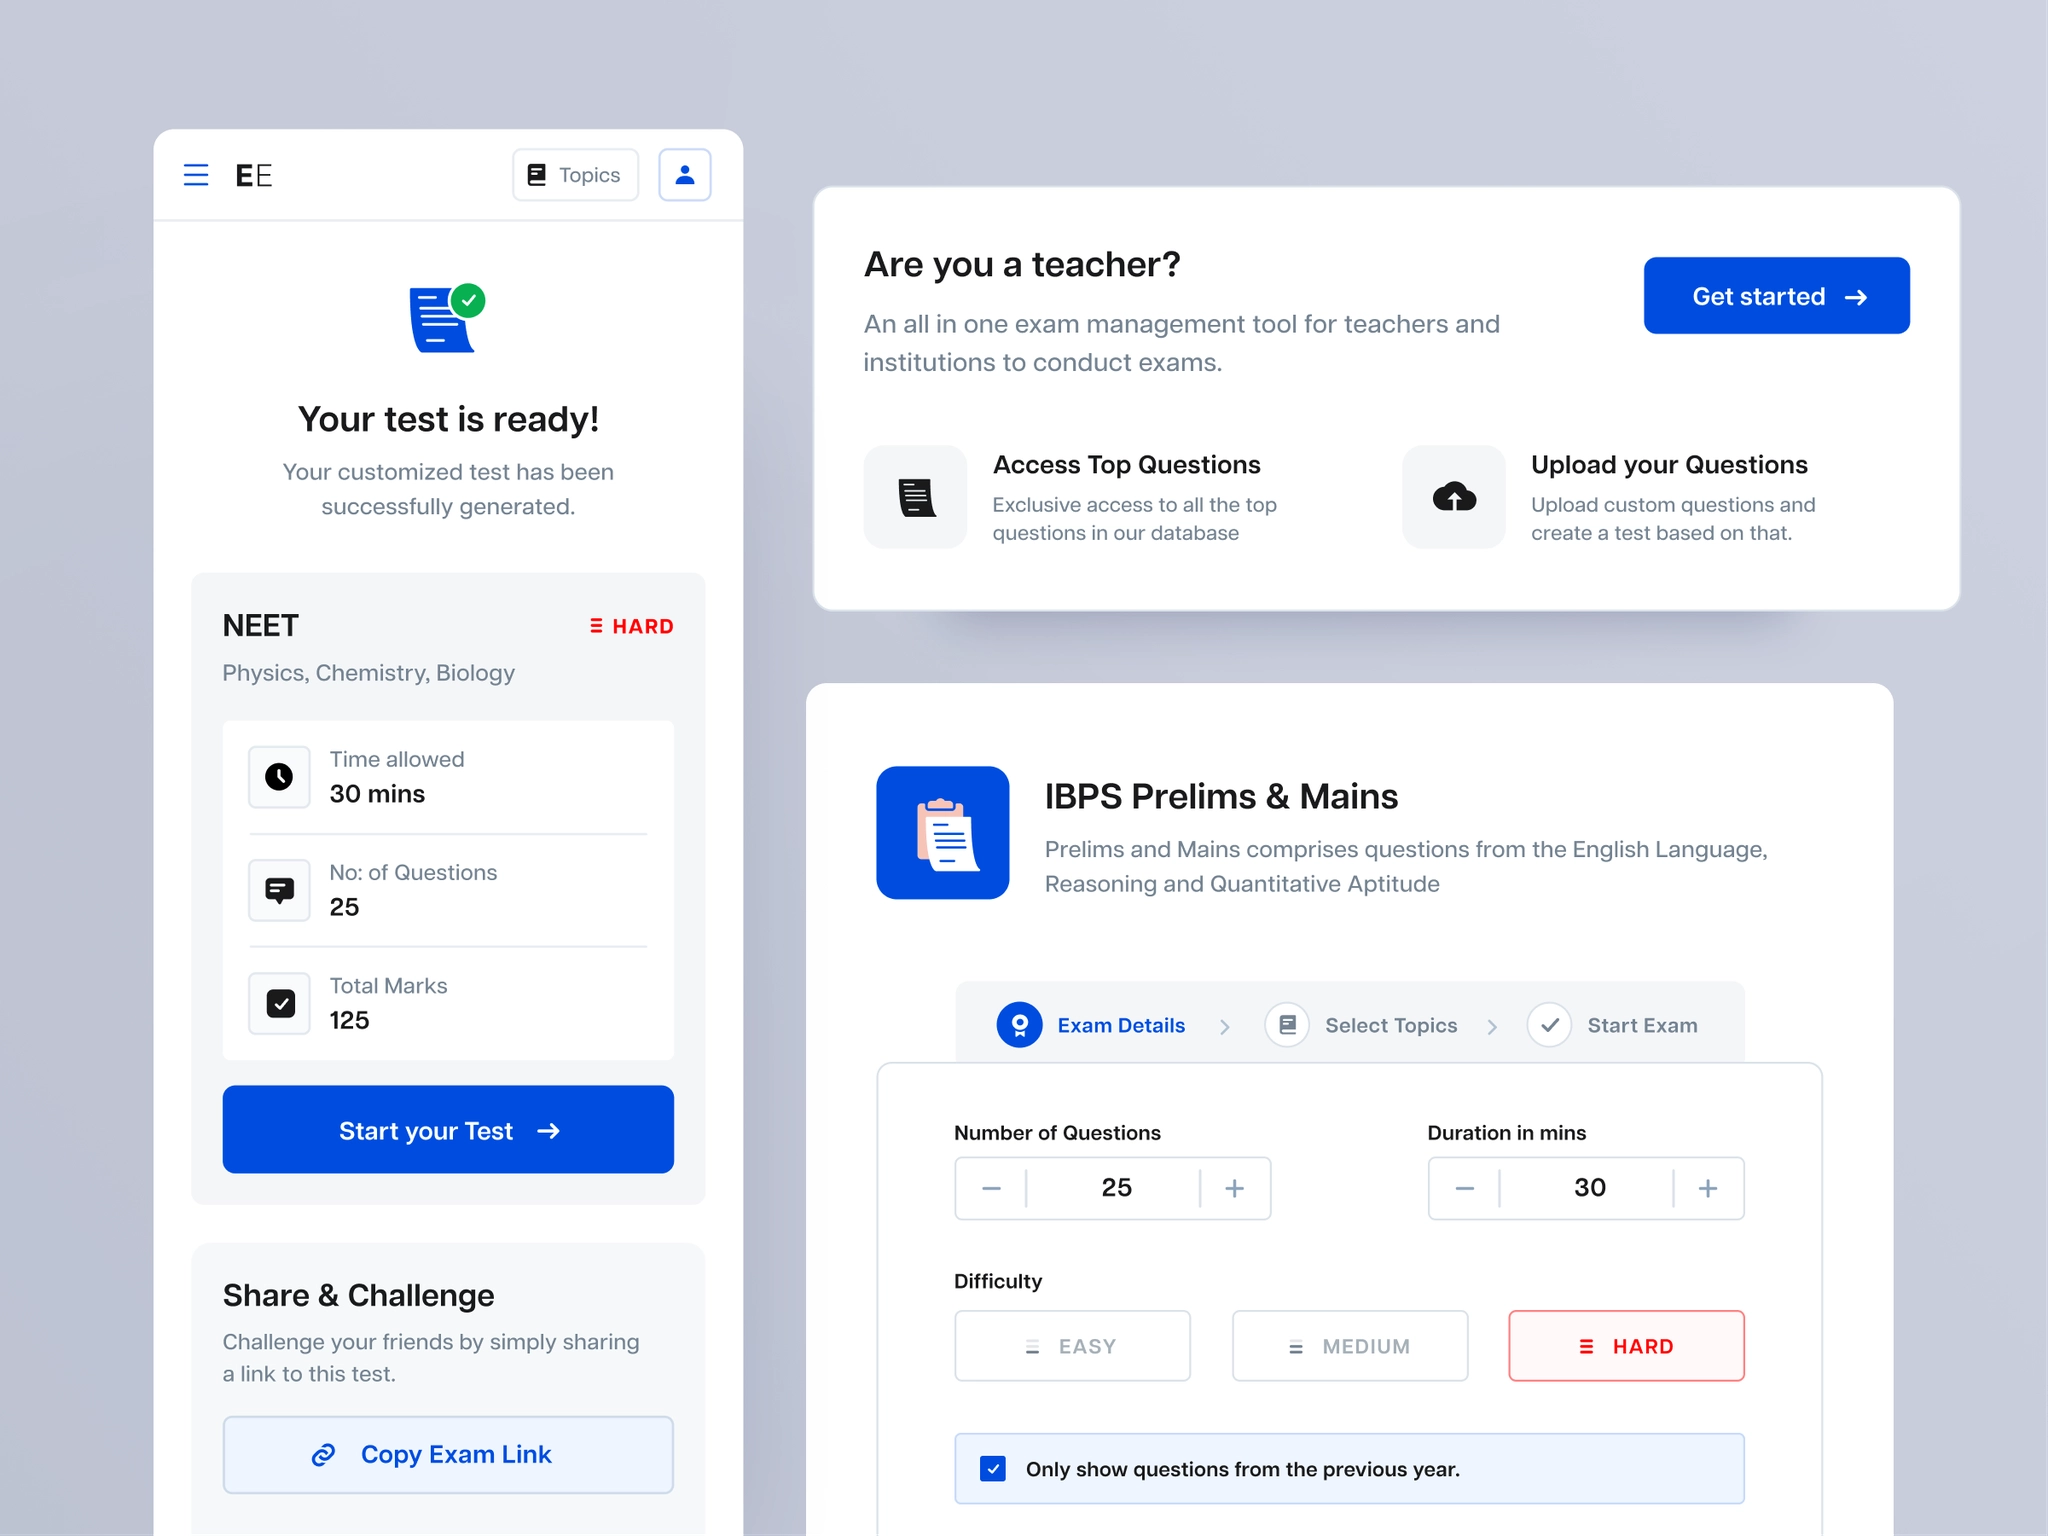 EE
Topics
Your test is ready!
Your customized test has been
successfully generated.
NEET
HARD
Physics, Chemistry, Biology
Time allowed
30 mins
No: of Questions
25
Total Marks
125
Start your Test
Share & Challenge
Challenge your friends by simply sharing
a link to this test.
Copy Exam Link
Are you a teacher?
An all in one exam management tool for teachers and
institutions to conduct exams.
Get started
Access Top Questions
Exclusive access to all the top
questions in our database
Upload your Questions
Upload custom questions and
create a test based on that.
IBPS Prelims & Mains
Prelims and Mains comprises questions from the English Language,
Reasoning and Quantitative Aptitude
Exam Details
Select Topics
Start Exam
Number of Questions
25
Duration in mins
30
Difficulty
EASY
MEDIUM
HARD
Only show questions from the previous year.